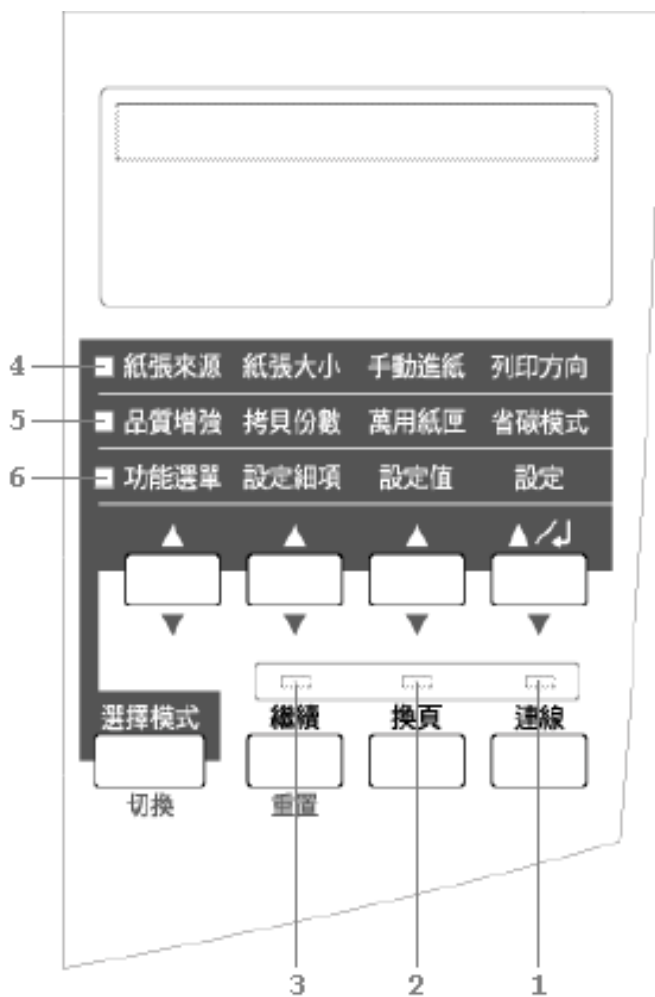 4 紙張來源 紙張大小 手動進紙 列印方向
5 品質增強 拷貝份數 萬用紙匣 省碳模式
6 功能選單 設定細項 設定值 設定
選擇模式 繼續 換頁 連線
切換 重置
3 2 1